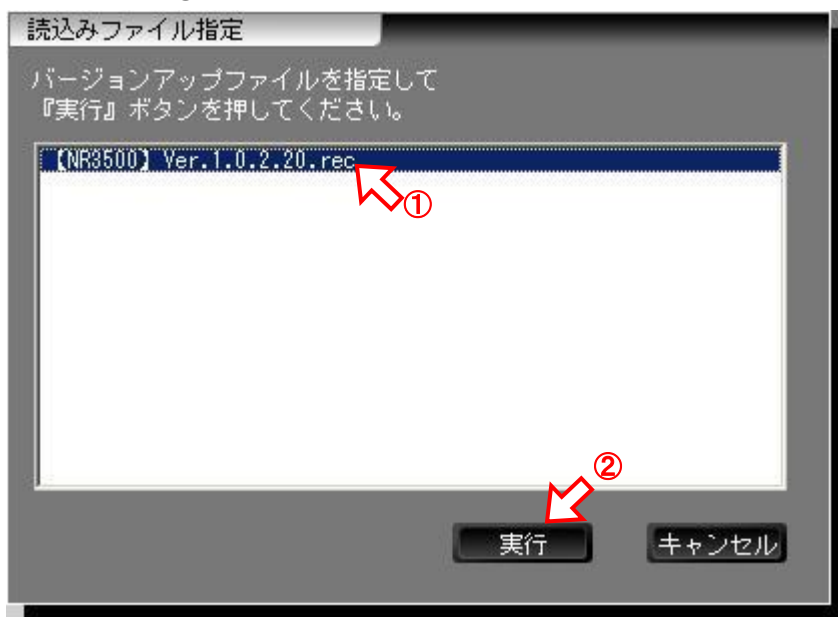 読込みファイル指定
バージョンアップファイルを指定して
『実行』ボタンを押してください。
【NR3500】Ver.1.0.2.20.rec
①
②
実行
キャンセル